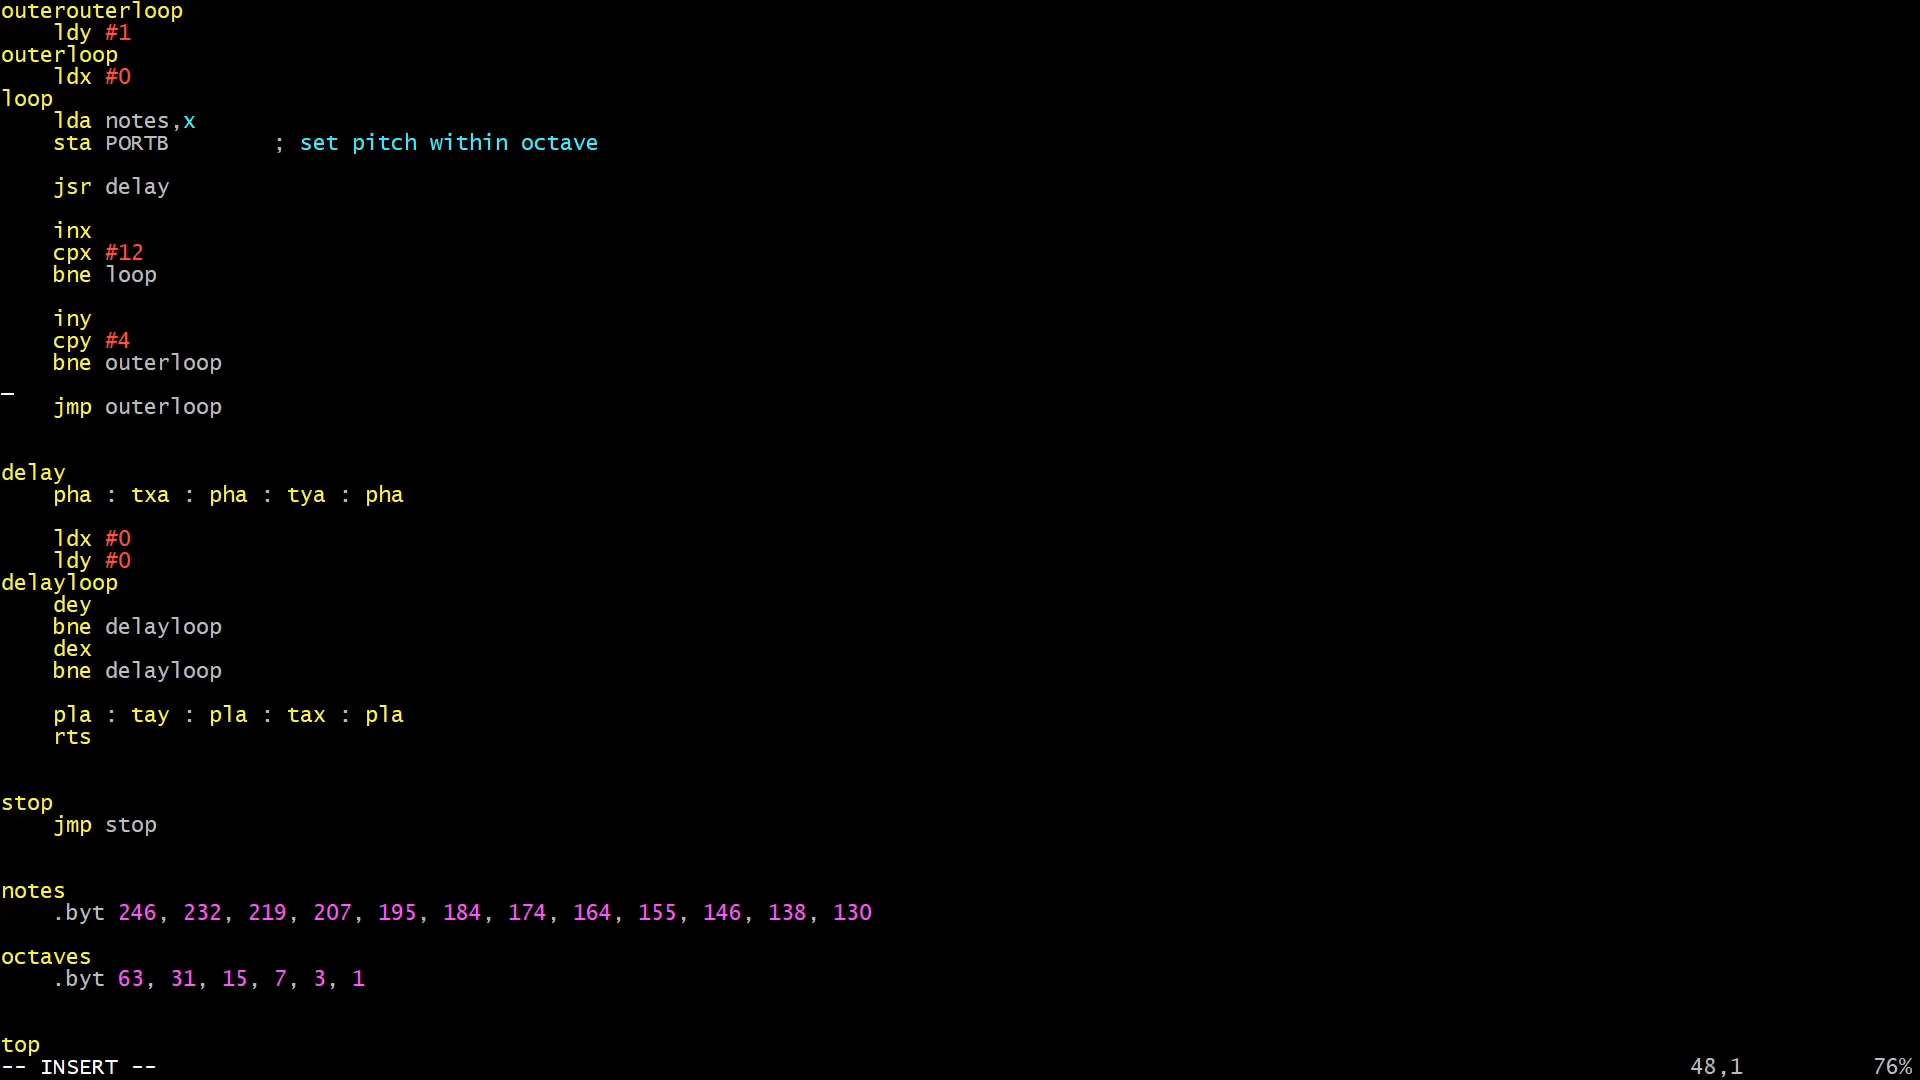 outerouterloop
    ldy #1
outerloop
    ldx #0
loop
    lda notes,x
    sta PORTB        ; set pitch within octave
    jsr delay
    inx
    cpx #12
    bne loop
    iny
    cpy #4
    bne outerloop
    jmp outerloop
delay
    pha : txa : pha : tya : pha
    ldx #0
    ldy #0
delayloop
    dey
    bne delayloop
    dex
    bne delayloop
    pla : tay : pla : tax : pla
    rts
stop
    jmp stop
notes
    .byt 246, 232, 219, 207, 195, 184, 174, 164, 155, 146, 138, 130
octaves
    .byt 63, 31, 15, 7, 3, 1
top
-- INSERT -- 48,1 76%